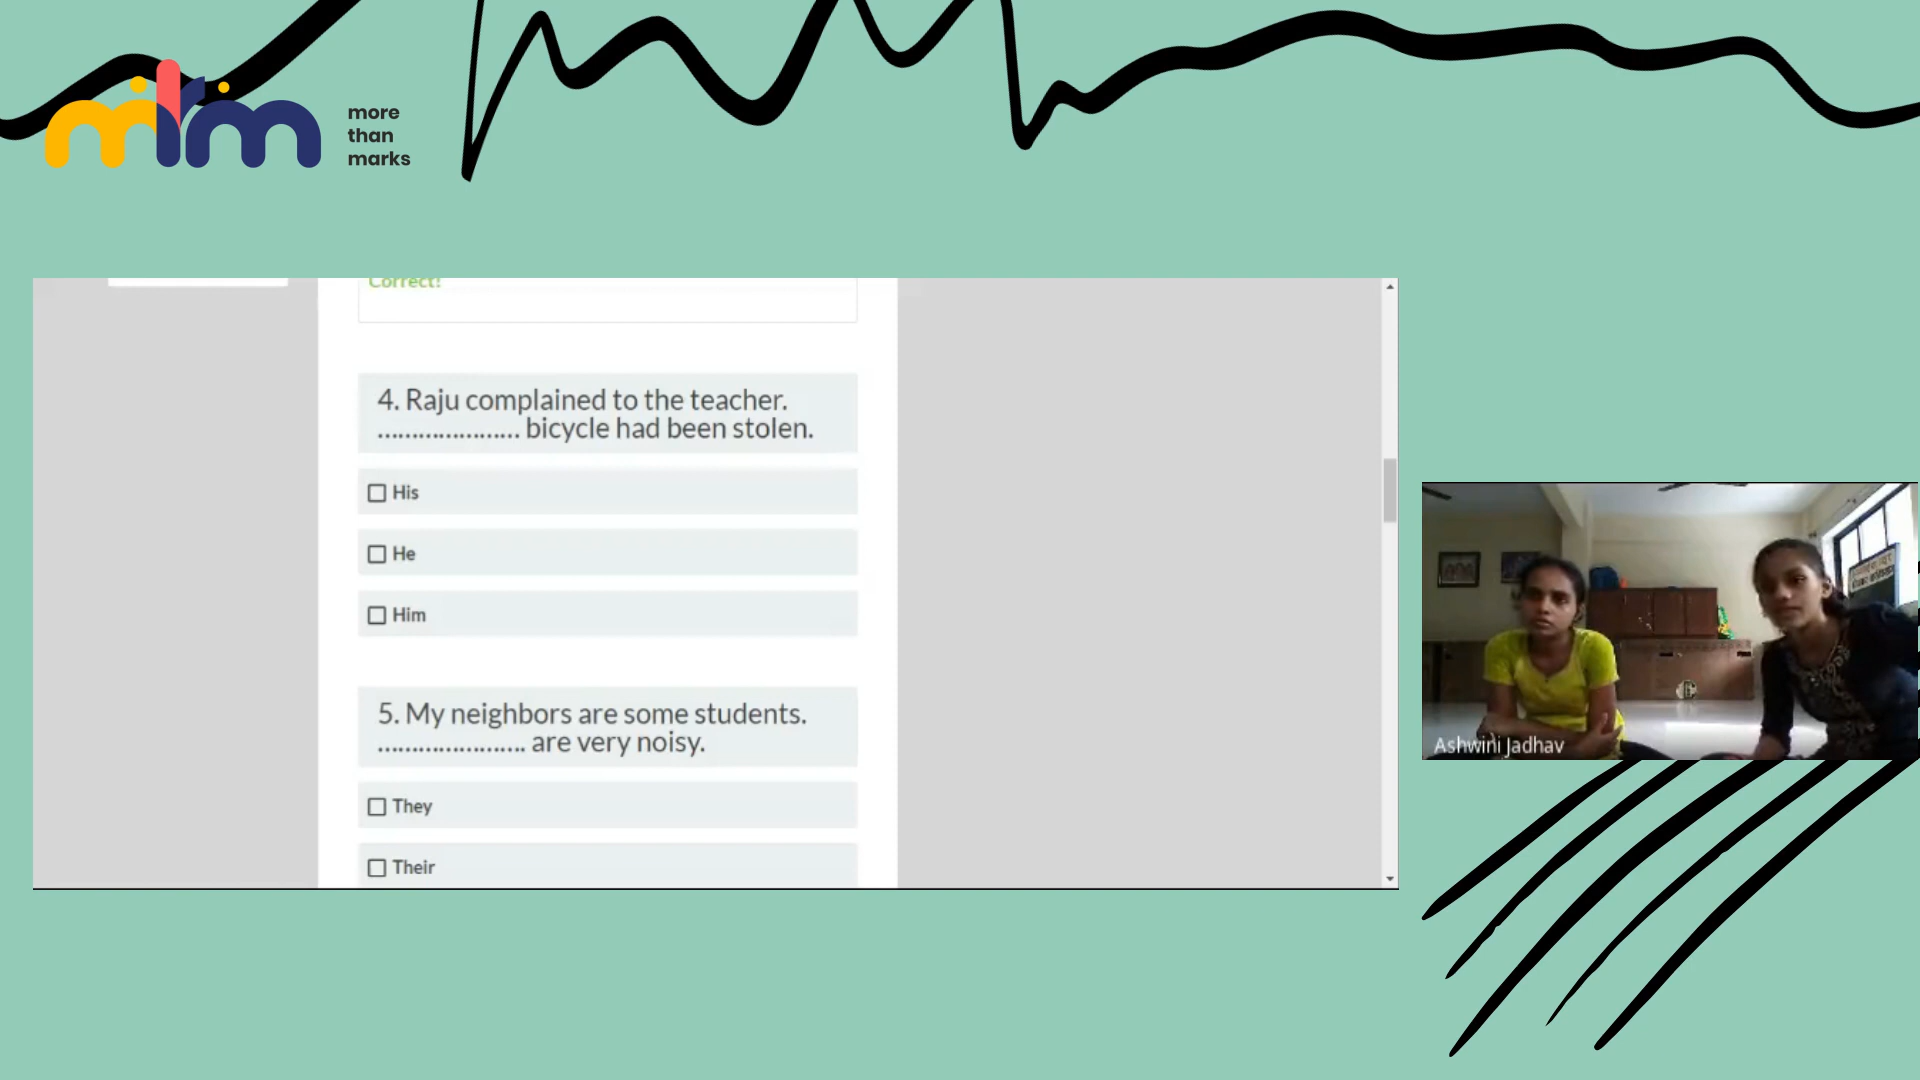 mtm
more
than
marks
Correct!
4. Raju complained to the teacher.
..................... bicycle had been stolen.
His
He
Him
5. My neighbors are some students.
...................... are very noisy.
They
Their
Ashwini Jadhav